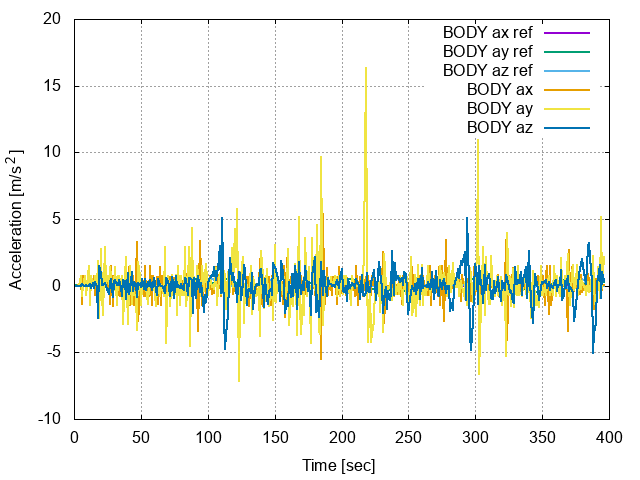 20
15
10
5
0
-5
-10
Acceleration [m/s^2]
BODY ax ref
BODY ay ref
BODY az ref
BODY ax
BODY ay
BODY az
0 50 100 150 200 250 300 350 400
Time [sec]